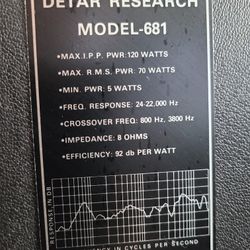 DETAR RESEARCH
MODEL-681
•MAX.I.P.P. PWR:120 WATTS
•MAX. R.M.S. PWR: 70 WATTS
•MIN. PWR: 5 WATTS
•FREQ. RESPONSE: 24-22,000 Hz
•CROSSOVER FREQ: 800 Hz, 3800 Hz
•IMPEDANCE: 8 OHMS
•EFFICIENCY: 92 db PER WATT
RESPONSE IN DB
IN CYCLES PER SECOND